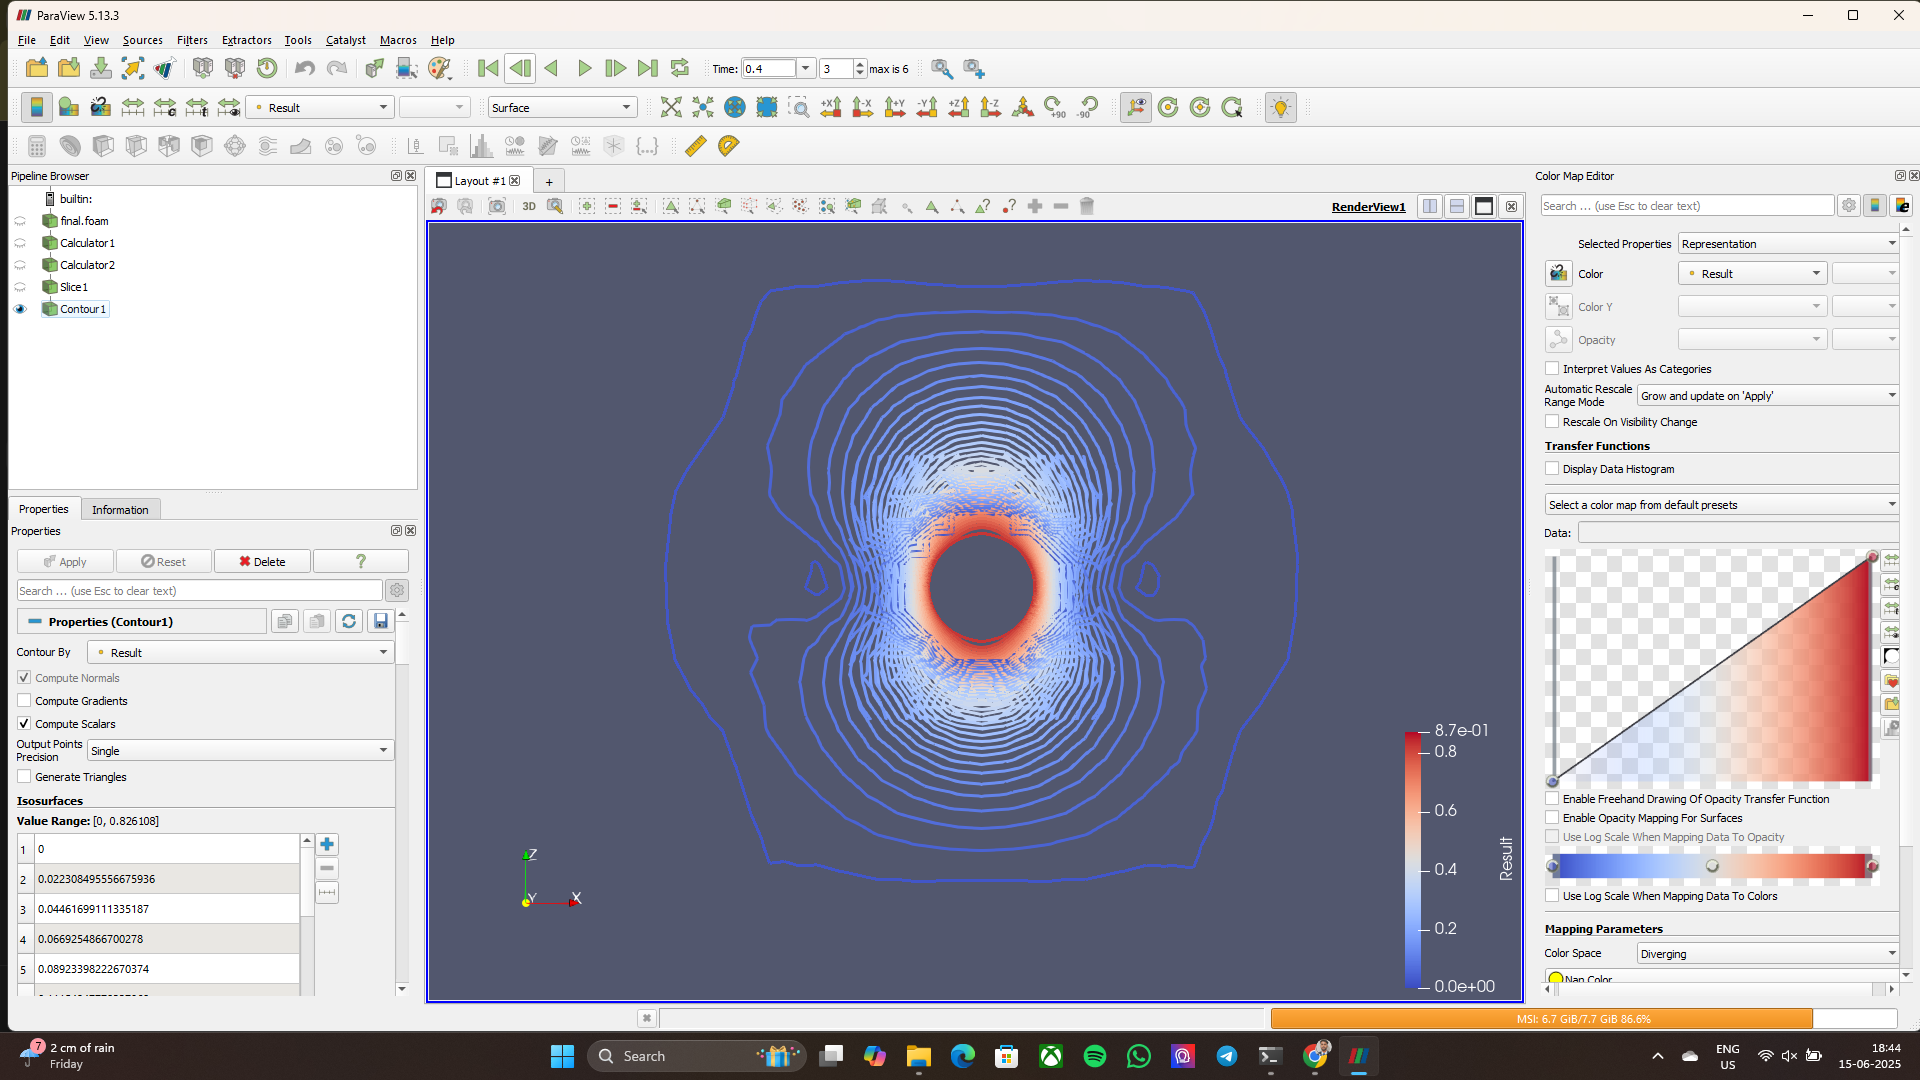 ParaView 5.13.3
File Edit View Sources Filters Extractors Tools Catalyst Macros Help
Time: 0.4 3 max is 6
Result Surface +X -X +Y -Y +Z -Z +90 -90
Pipeline Browser
builtin:
final.foam
Calculator1
Calculator2
Slice1
Contour1
Properties Information
Properties
Apply Reset Delete ?
Search ... (use Esc to clear text)
Properties (Contour1)
Contour By Result
Compute Normals
Compute Gradients
Compute Scalars
Output Points Precision Single
Generate Triangles
Isosurfaces
Value Range: [0, 0.826108]
1 0
2 0.022308495556675936
3 0.04461699111335187
4 0.0669254866700278
5 0.08923398222670374
Layout #1 +
3D RenderView1
8.7e-01
0.8
0.6
0.4
0.2
0.0e+00
Result
Z
Y
X
Color Map Editor
Search ... (use Esc to clear text)
Selected Properties Representation
Color Result
Color Y
Opacity
Interpret Values As Categories
Automatic Rescale Range Mode Grow and update on 'Apply'
Rescale On Visibility Change
Transfer Functions
Display Data Histogram
Select a color map from default presets
Data:
Enable Freehand Drawing Of Opacity Transfer Function
Enable Opacity Mapping For Surfaces
Use Log Scale When Mapping Data To Opacity
Use Log Scale When Mapping Data To Colors
Mapping Parameters
Color Space Diverging
Nan Color
MSI: 6.7 GiB/7.7 GiB 86.6%
7
2 cm of rain
Friday
Search
ENG
US
18:44
15-06-2025